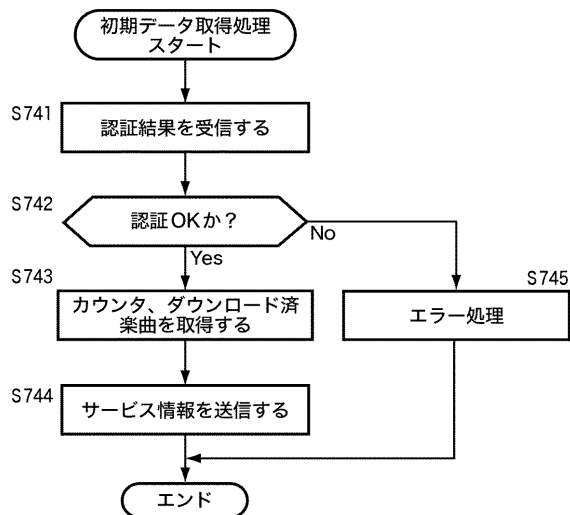 初期データ取得処理
スタート
S741
認証結果を受信する
S742
認証OKか？
No
Yes
S743
カウンタ、ダウンロード済
楽曲を取得する
S745
エラー処理
S744
サービス情報を送信する
エンド